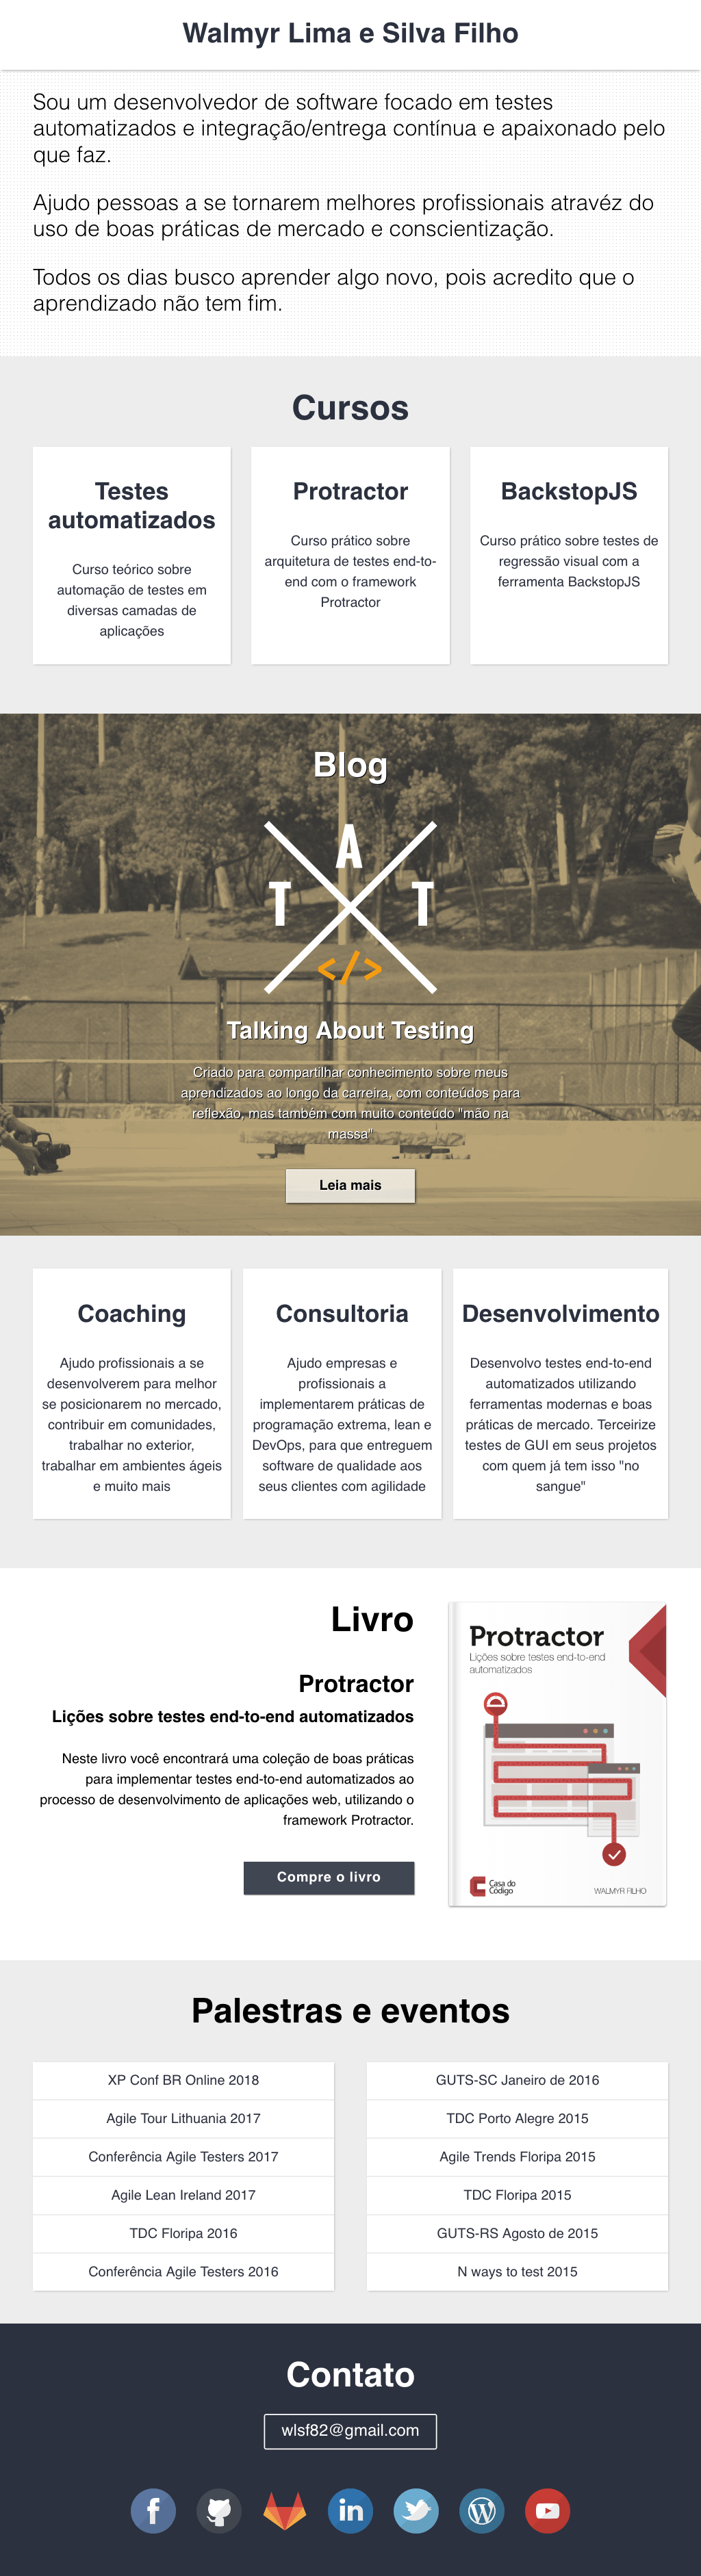 Walmyr Lima e Silva Filho
Sou um desenvolvedor de software focado em testes
automatizados e integração/entrega contínua e apaixonado pelo
que faz.
Ajudo pessoas a se tornarem melhores profissionais atravéz do
uso de boas práticas de mercado e conscientização.
Todos os dias busco aprender algo novo, pois acredito que o
aprendizado não tem fim.
Cursos
Testes
automatizados
Curso teórico sobre
automação de testes em
diversas camadas de
aplicações
Protractor
Curso prático sobre
arquitetura de testes end-to-
end com o framework
Protractor
BackstopJS
Curso prático sobre testes de
regressão visual com a
ferramenta BackstopJS
Blog
A
T T
</>
Talking About Testing
Criado para compartilhar conhecimento sobre meus
aprendizados ao longo da carreira, com conteúdos para
reflexão, mas também com muito conteúdo "mão na
massa"
Leia mais
Coaching
Ajudo profissionais a se
desenvolverem para melhor
se posicionarem no mercado,
contribuir em comunidades,
trabalhar no exterior,
trabalhar em ambientes ágeis
e muito mais
Consultoria
Ajudo empresas e
profissionais a
implementarem práticas de
programação extrema, lean e
DevOps, para que entreguem
software de qualidade aos
seus clientes com agilidade
Desenvolvimento
Desenvolvo testes end-to-end
automatizados utilizando
ferramentas modernas e boas
práticas de mercado. Terceirize
testes de GUI em seus projetos
com quem já tem isso "no
sangue"
Livro
Protractor
Lições sobre testes end-to-end automatizados
Neste livro você encontrará uma coleção de boas práticas
para implementar testes end-to-end automatizados ao
processo de desenvolvimento de aplicações web, utilizando o
framework Protractor.
Compre o livro
Protractor
Lições sobre testes end-to-end
automatizados
Casa do
Código
WALMYR FILHO
Palestras e eventos
XP Conf BR Online 2018
Agile Tour Lithuania 2017
Conferência Agile Testers 2017
Agile Lean Ireland 2017
TDC Floripa 2016
Conferência Agile Testers 2016
GUTS-SC Janeiro de 2016
TDC Porto Alegre 2015
Agile Trends Floripa 2015
TDC Floripa 2015
GUTS-RS Agosto de 2015
N ways to test 2015
Contato
wlsf82@gmail.com
f
in
W